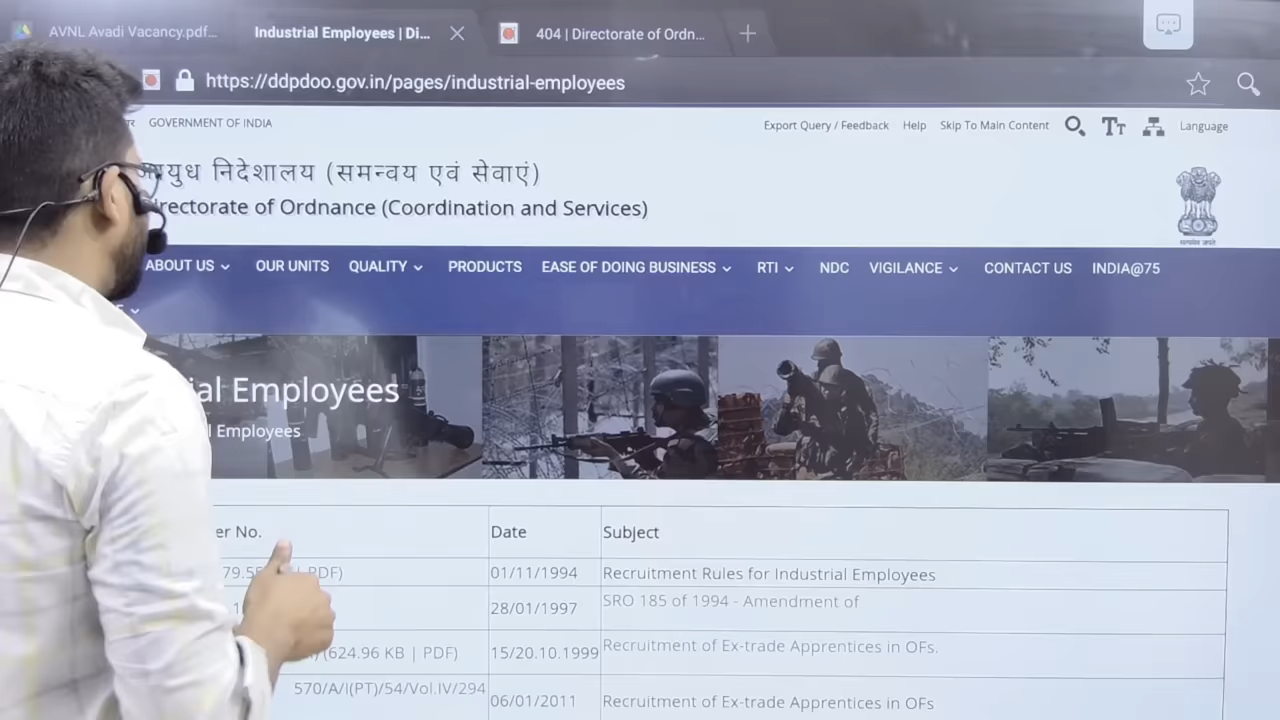 AVNL Avadi Vacancy.pdf...
Industrial Employees | Di...
404 | Directorate of Ordn...
https://ddpdoo.gov.in/pages/industrial-employees
GOVERNMENT OF INDIA
Export Query / Feedback
Help
Skip To Main Content
TT
Language
निदेशालय (समन्वय एवं सेवाएं)
Directorate of Ordnance (Coordination and Services)
सत्यमेव जयते
ABOUT US
OUR UNITS
QUALITY
PRODUCTS
EASE OF DOING BUSINESS
RTI
NDC
VIGILANCE
CONTACT US
INDIA@75
ial Employees
l Employees
er No.
Date
Subject
PDF)
01/11/1994
Recruitment Rules for Industrial Employees
28/01/1997
SRO 185 of 1994 - Amendment of
(624.96 KB | PDF)
15/20.10.1999
Recruitment of Ex-trade Apprentices in OFs.
570/A/I(PT)/54/Vol.IV/294
06/01/2011
Recruitment of Ex-trade Apprentices in OFs